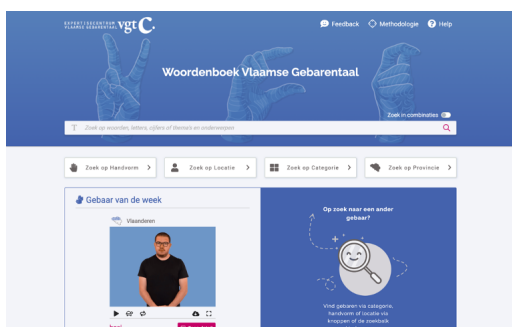 EXPERTISECENTRUM
VLAAMSE GEBARENTAAL
vgtC.
Feedback
Methodologie
Help
Woordenboek Vlaamse Gebarentaal
Zoek in combinaties
Zoek op woorden, letters, cijfers of thema's en onderwerpen
Zoek op Handvorm
Zoek op Locatie
Zoek op Categorie
Zoek op Provincie
Gebaar van de week
Vlaanderen
Op zoek naar een ander
gebaar?
Vind gebaren via categorie,
handvorm of locatie via
knoppen of de zoekbalk